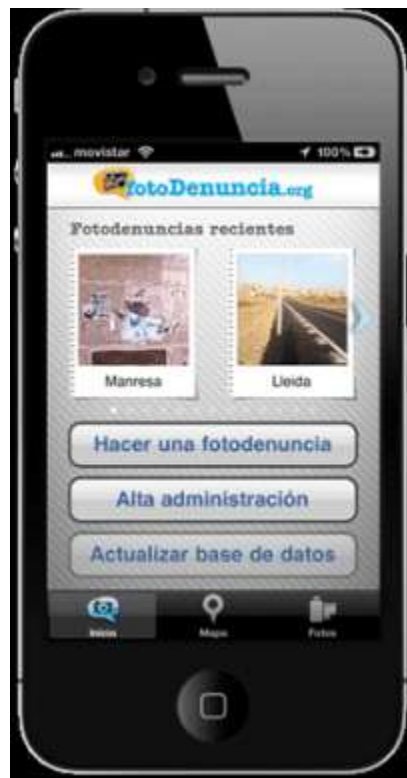 movistar 100%
fotoDenuncia.org
Fotodenuncias recientes
Manresa Lleida
Hacer una fotodenuncia
Alta administración
Actualizar base de datos
Inicio Mapa Fotos